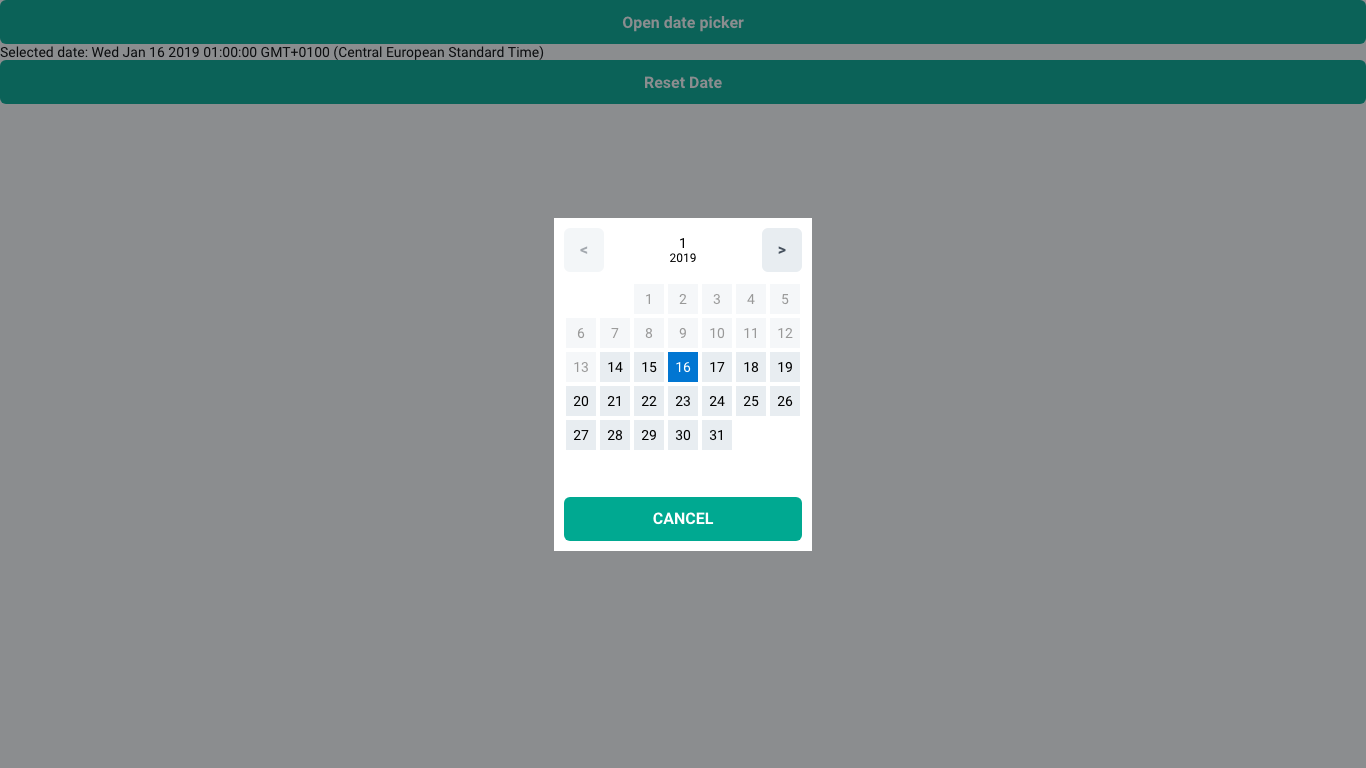 Open date picker
Selected date: Wed Jan 16 2019 01:00:00 GMT+0100 (Central European Standard Time)
Reset Date
< 1 >
2019
1 2 3 4 5
6 7 8 9 10 11 12
13 14 15 16 17 18 19
20 21 22 23 24 25 26
27 28 29 30 31
CANCEL